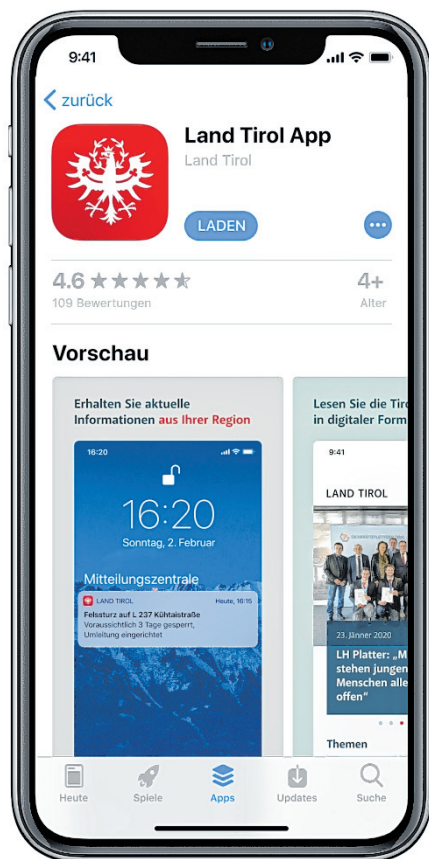 9:41
zurück
Land Tirol App
Land Tirol
LADEN
4.6
4+
109 Bewertungen
Alter
Vorschau
Erhalten Sie aktuelle
Informationen aus Ihrer Region
16:20
16:20
Sonntag, 2. Februar
Mitteilungszentrale
LAND TIROL
Heute, 16:15
Felssturz auf L 237 Kühtaistraße
Voraussichtlich 3 Tage gesperrt,
Umleitung eingerichtet
Lesen Sie die Tiro
in digitaler Form
9:41
LAND TIROL
23. Jänner 2020
LH Platter: „M
stehen jungen
Menschen alle
offen“
Themen
Heute
Spiele
Apps
Updates
Suche